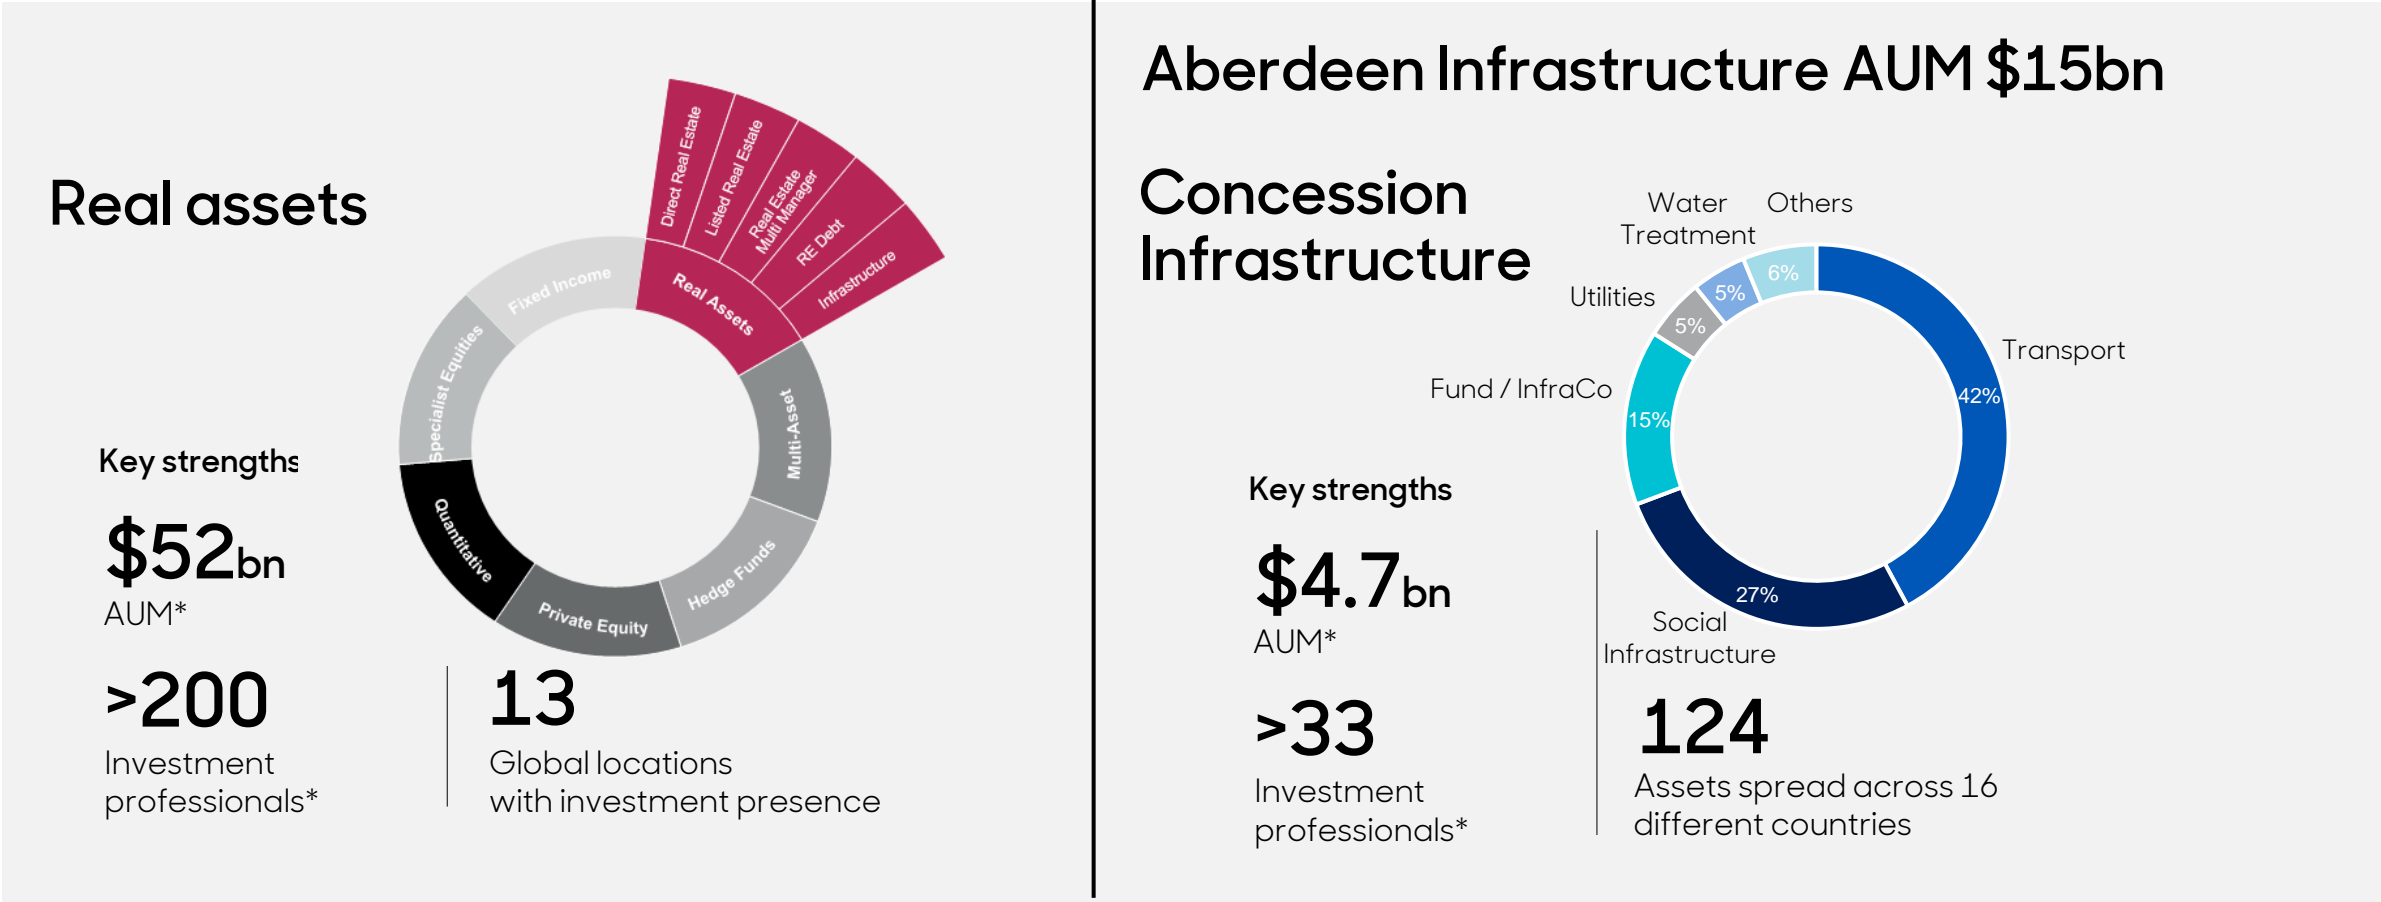 Real assets
Direct Real Estate
Listed Real Estate
Real Estate
Multi Manager
RE Debt
Infrastructure
Real Assets
Fixed Income
Specialist Equities
Multi-Asset
Quantitative
Hedge Funds
Private Equity
Key strengths
$52bn
AUM*
>200
Investment
professionals*
13
Global locations
with investment presence
Aberdeen Infrastructure AUM $15bn
Concession
Infrastructure
Water
Treatment
Others
Utilities
Fund / InfraCo
Transport
6%
5%
5%
15%
42%
27%
Social
Infrastructure
Key strengths
$4.7bn
AUM*
>33
Investment
professionals*
124
Assets spread across 16
different countries